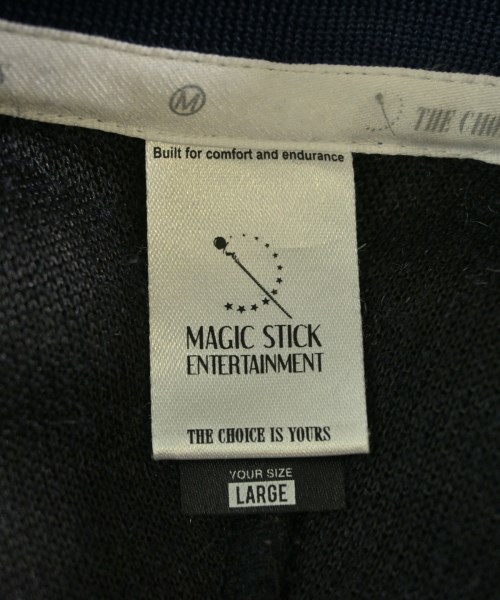 M
THE CHO
Built for comfort and endurance
MAGIC STICK
ENTERTAINMENT
THE CHOICE IS YOURS
YOUR SIZE
LARGE